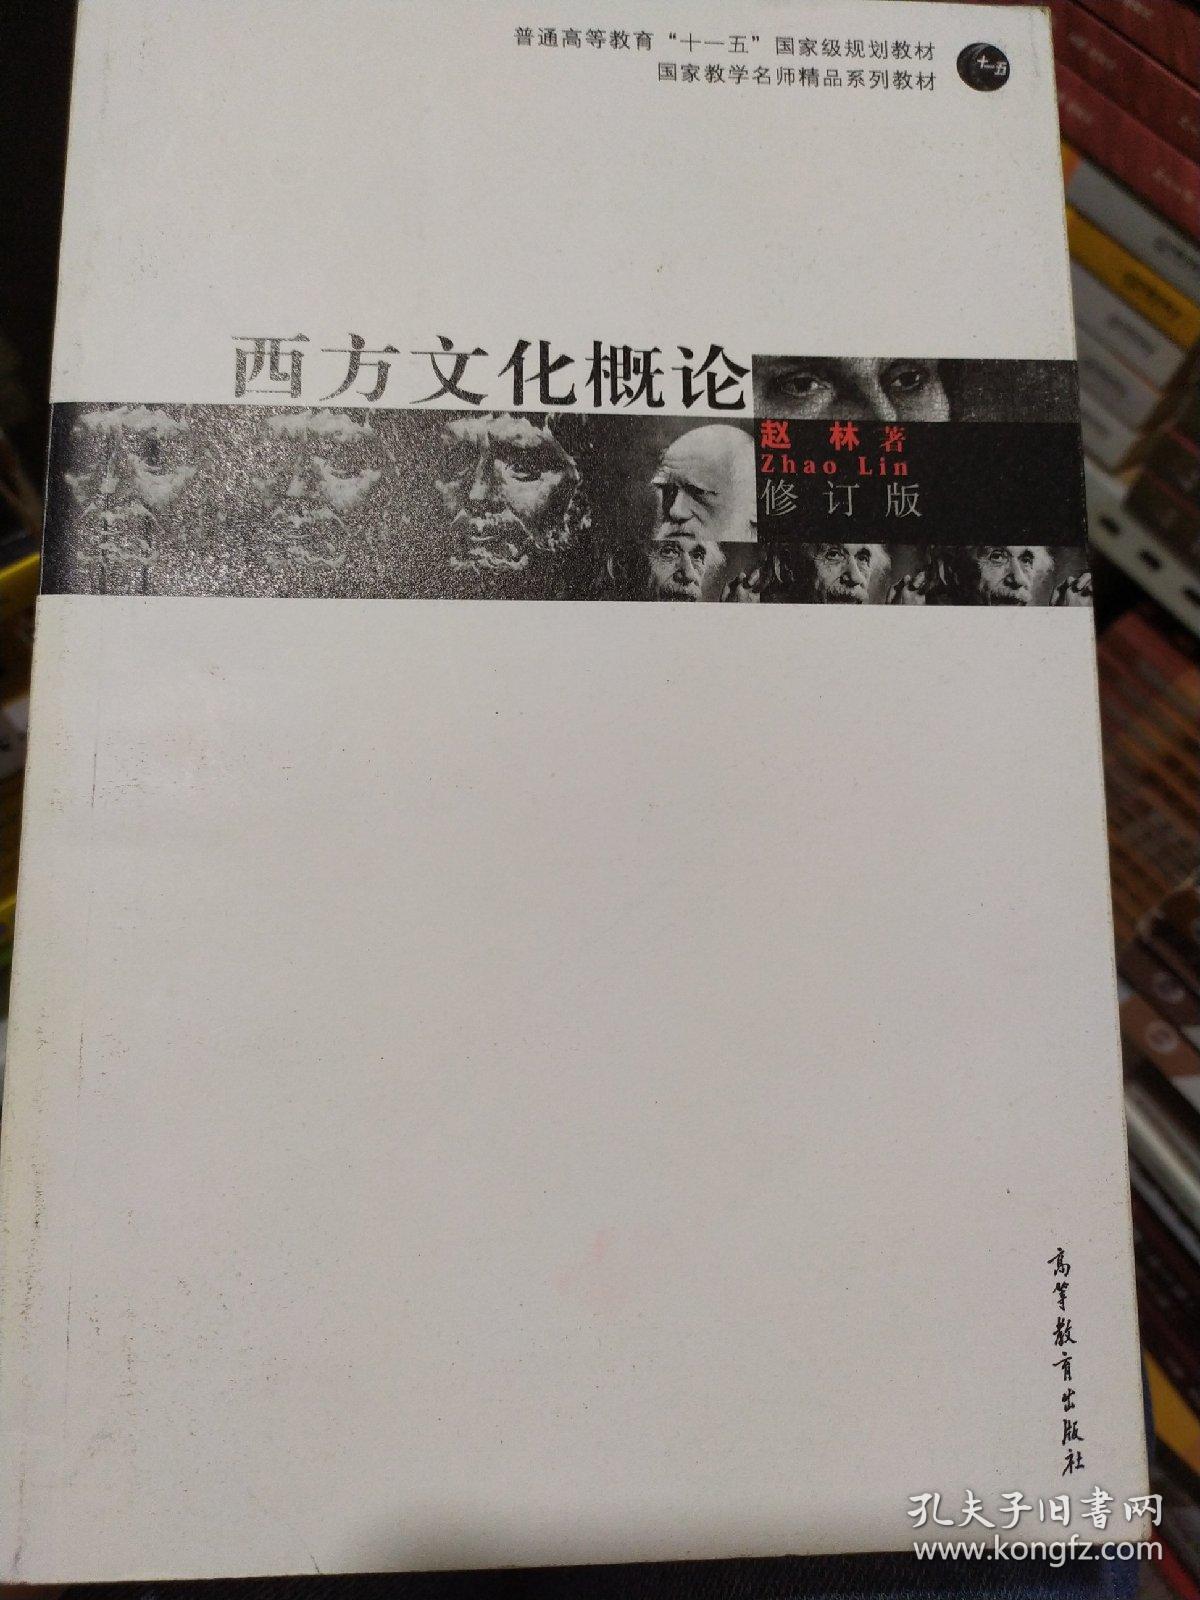 普通高等教育“十一五”国家级规划教材
国家教学名师精品系列教材
十一五
西方文化概论
赵 林 著
Zhao Lin
修订版
高等教育出版社
孔夫子旧书网
www.kongfz.com